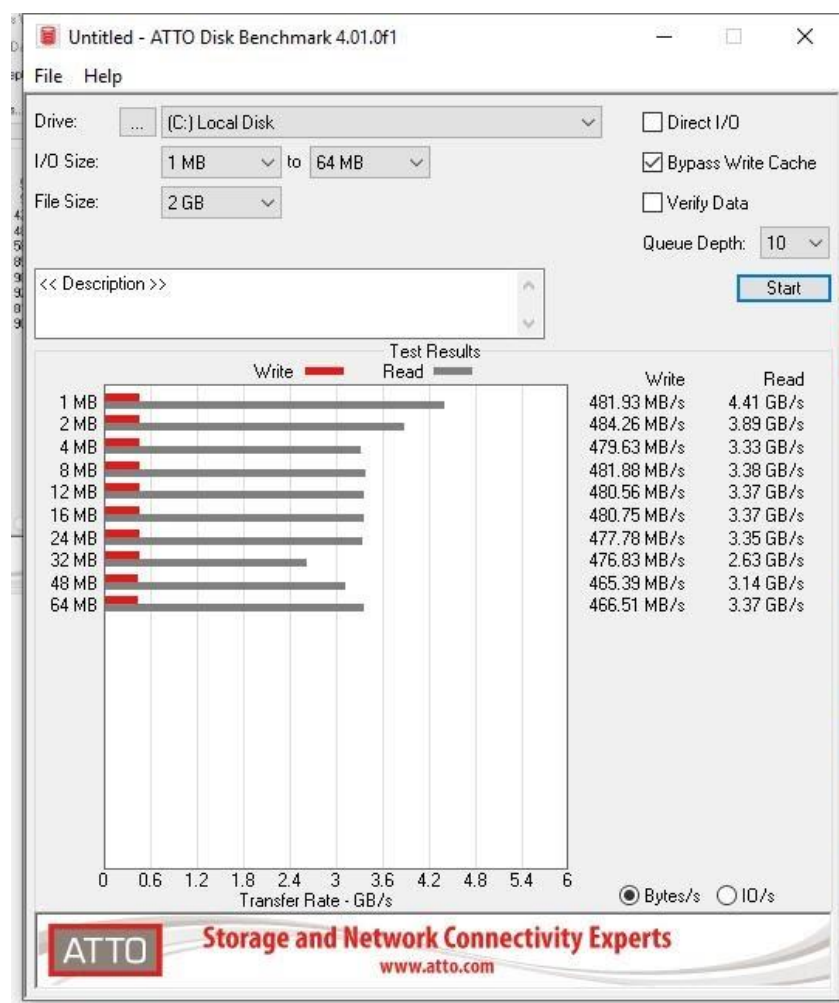 Untitled - ATTO Disk Benchmark 4.01.0f1
File Help
Drive: ... (C:) Local Disk
Direct I/O
I/O Size: 1 MB to 64 MB
Bypass Write Cache
File Size: 2 GB
Verify Data
Queue Depth: 10
<< Description >>
Start
Test Results
Write Read
Write Read
1 MB 481.93 MB/s 4.41 GB/s
2 MB 484.26 MB/s 3.89 GB/s
4 MB 479.63 MB/s 3.33 GB/s
8 MB 481.88 MB/s 3.38 GB/s
12 MB 480.56 MB/s 3.37 GB/s
16 MB 480.75 MB/s 3.37 GB/s
24 MB 477.78 MB/s 3.35 GB/s
32 MB 476.83 MB/s 2.63 GB/s
48 MB 465.39 MB/s 3.14 GB/s
64 MB 466.51 MB/s 3.37 GB/s
0 0.6 1.2 1.8 2.4 3 3.6 4.2 4.8 5.4 6
Transfer Rate - GB/s
Bytes/s IO/s
ATTO
Storage and Network Connectivity Experts
www.atto.com